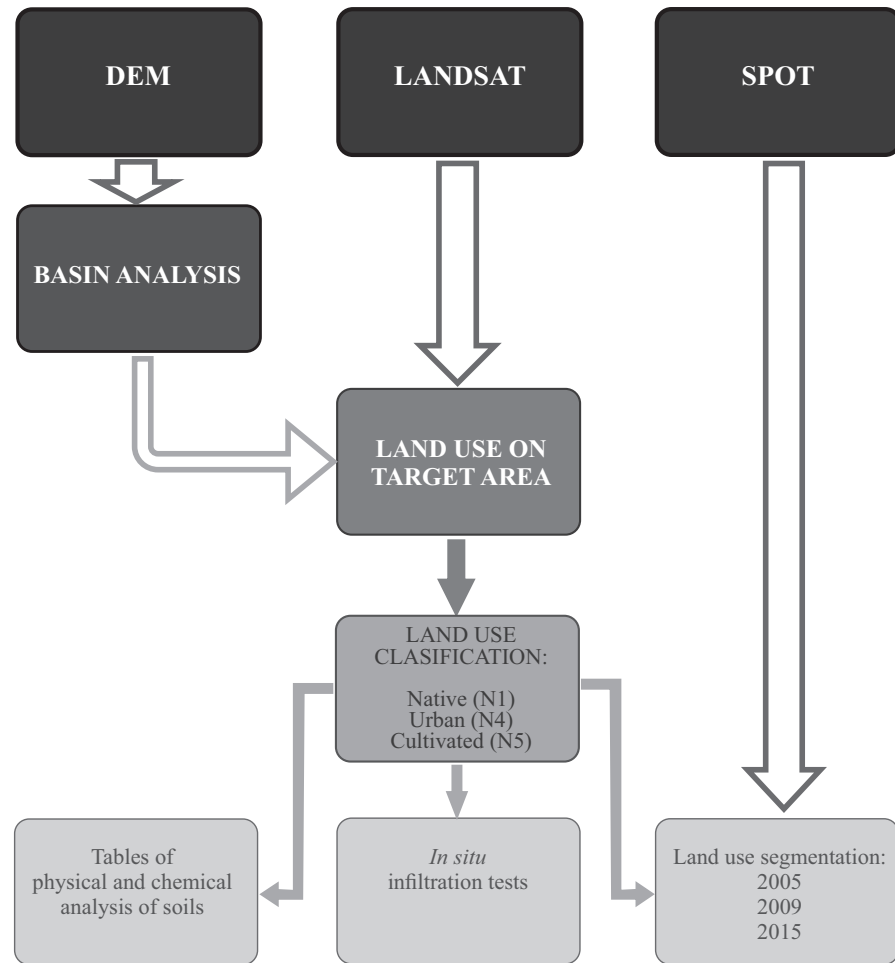 DEM
LANDSAT
SPOT
BASIN ANALYSIS
LAND USE ON
TARGET AREA
LAND USE
CLASIFICATION:
Native (N1)
Urban (N4)
Cultivated (N5)
Tables of
physical and chemical
analysis of soils
In situ
infiltration tests
Land use segmentation:
2005
2009
2015